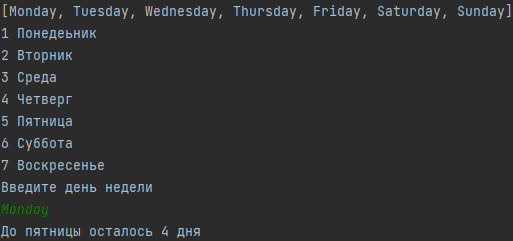 [Monday, Tuesday, Wednesday, Thursday, Friday, Saturday, Sunday]
1 Понедеьник
2 Вторник
3 Среда
4 Четверг
5 Пятница
6 Суббота
7 Воскресенье
Введите день недели
Monday
До пятницы осталось 4 дня